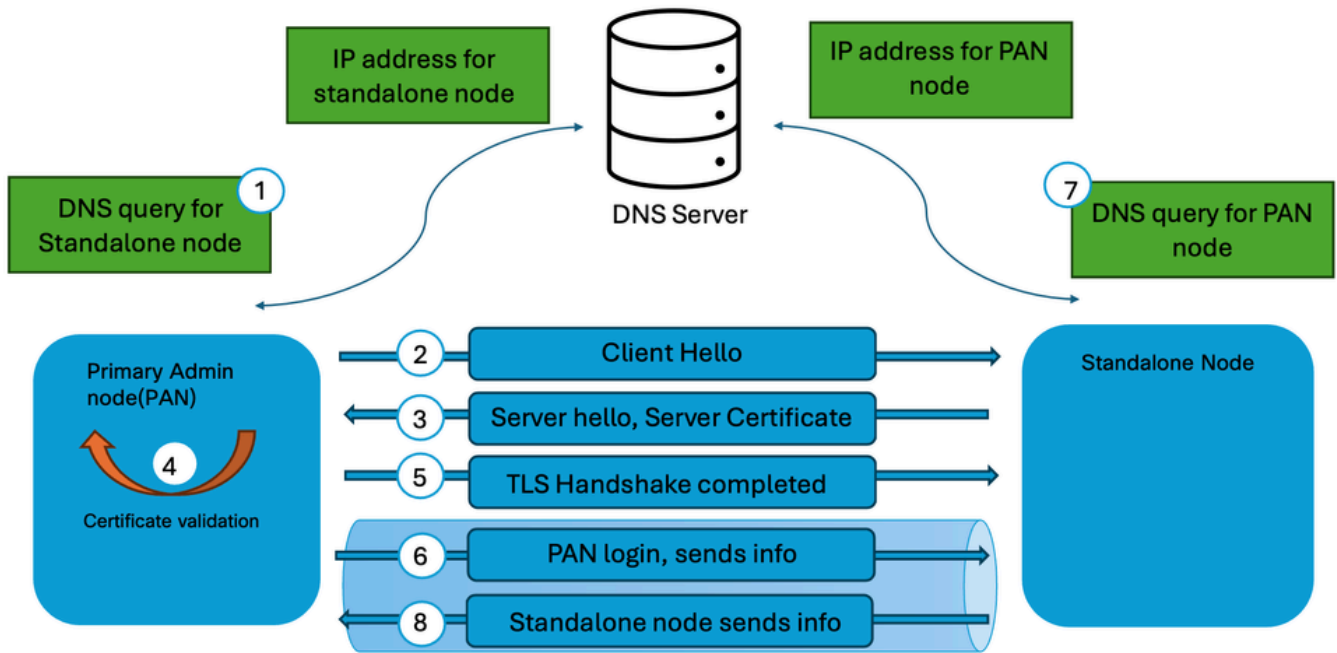 IP address for
standalone node
IP address for PAN
node
DNS Server
1
DNS query for
Standalone node
7
DNS query for PAN
node
Primary Admin
node(PAN)
4
Certificate validation
2
Client Hello
3
Server hello, Server Certificate
5
TLS Handshake completed
6
PAN login, sends info
8
Standalone node sends info
Standalone Node